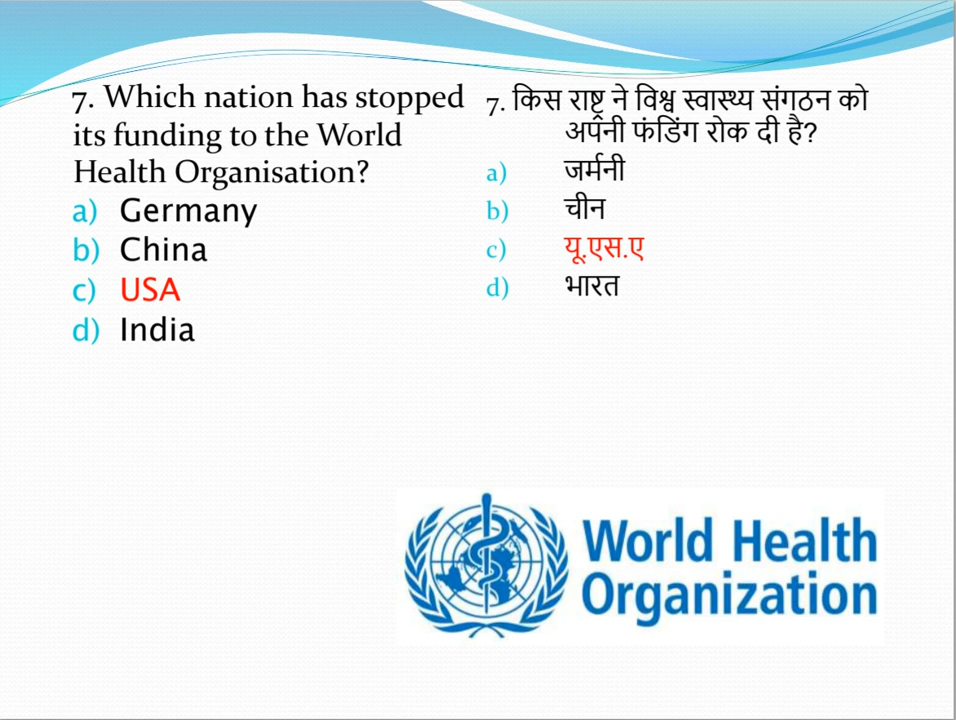 7. Which nation has stopped
its funding to the World
Health Organisation?
a) Germany
b) China
c) USA
d) India
7. किस राष्ट्र ने विश्व स्वास्थ्य संगठन को
अपनी फंडिंग रोक दी है?
a) जर्मनी
b) चीन
c) यू.एस.ए
d) भारत
World Health
Organization